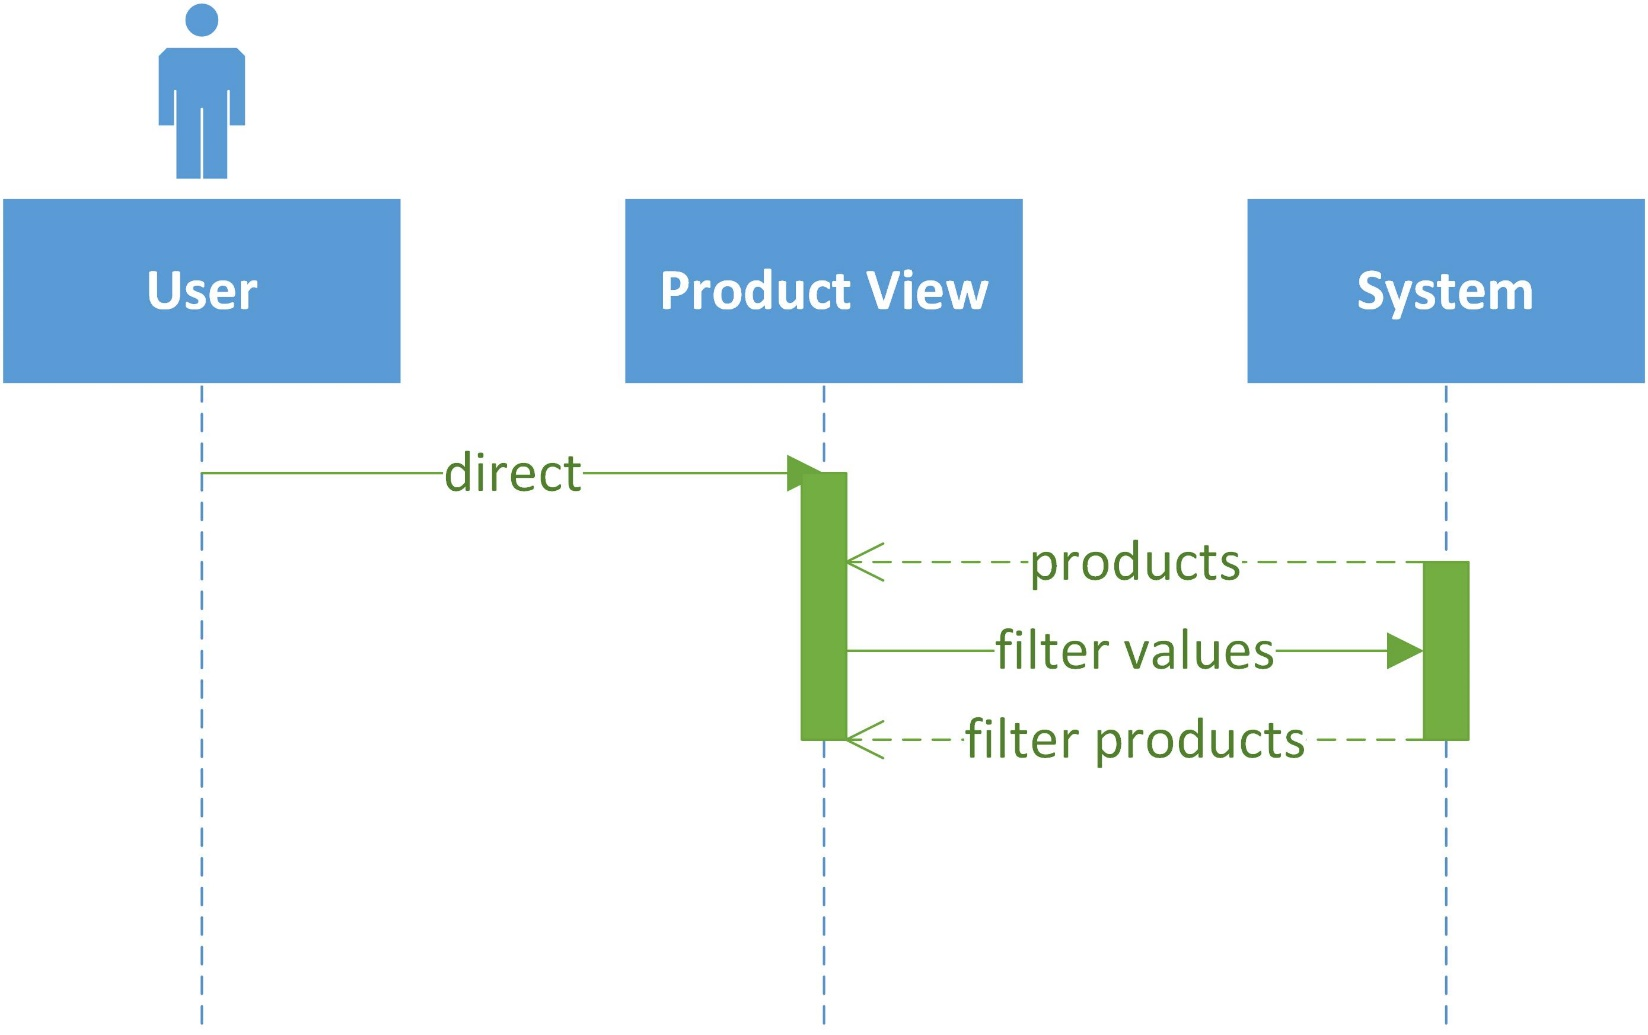 User
Product View
System
direct
products
filter values
filter products